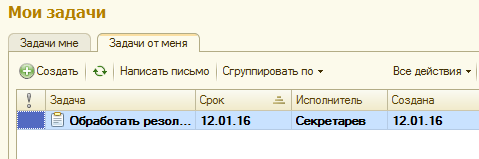 Мои задачи
Задачи мне Задачи от меня
Создать Написать письмо Сгруппировать по Все действия
! Задача Срок Исполнитель Создана
Обработать резол... 12.01.16 Секретарев 12.01.16